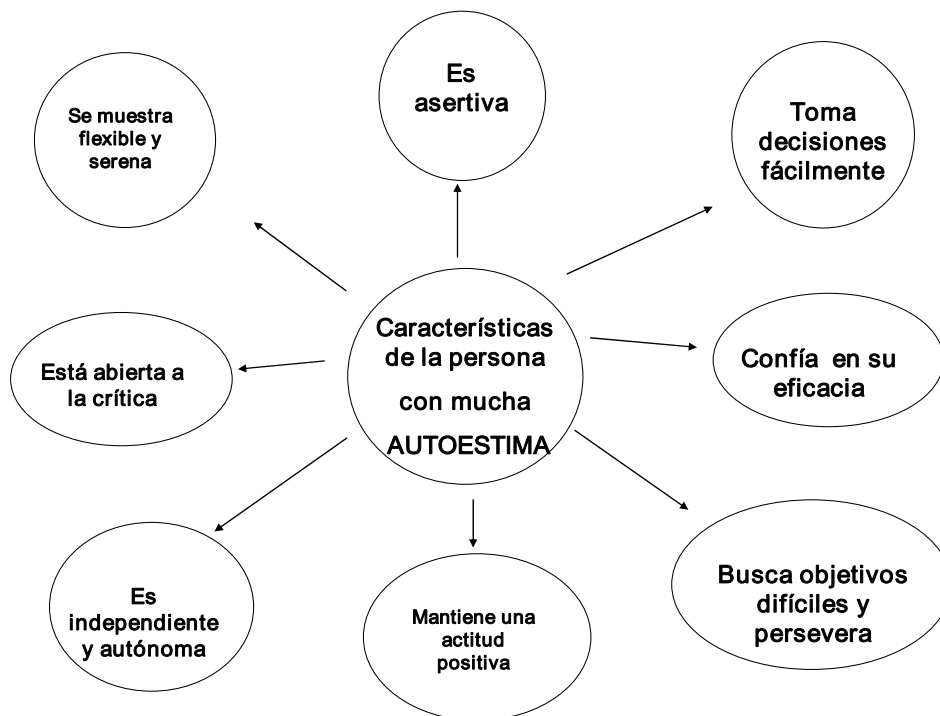 Es
asertiva
Se muestra
flexible y
serena
Toma
decisiones
fácilmente
Características
de la persona
con mucha
AUTOESTIMA
Está abierta a
la crítica
Confía en su
eficacia
Es
independiente
y autónoma
Mantiene una
actitud
positiva
Busca objetivos
difíciles y
persevera